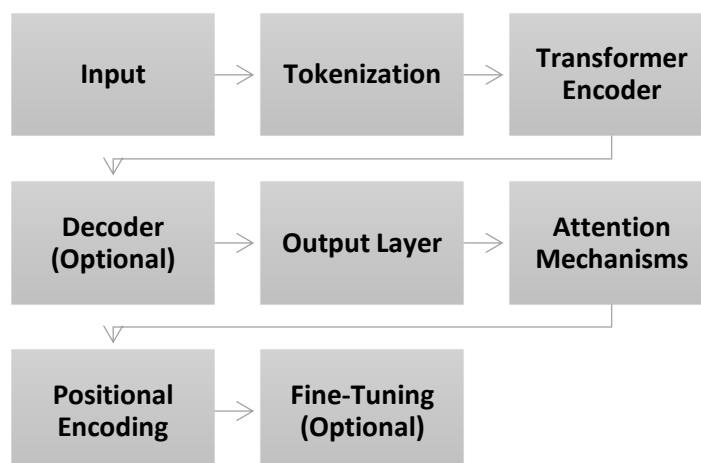 Input
Tokenization
Transformer
Encoder
Decoder
(Optional)
Output Layer
Attention
Mechanisms
Positional
Encoding
Fine-Tuning
(Optional)